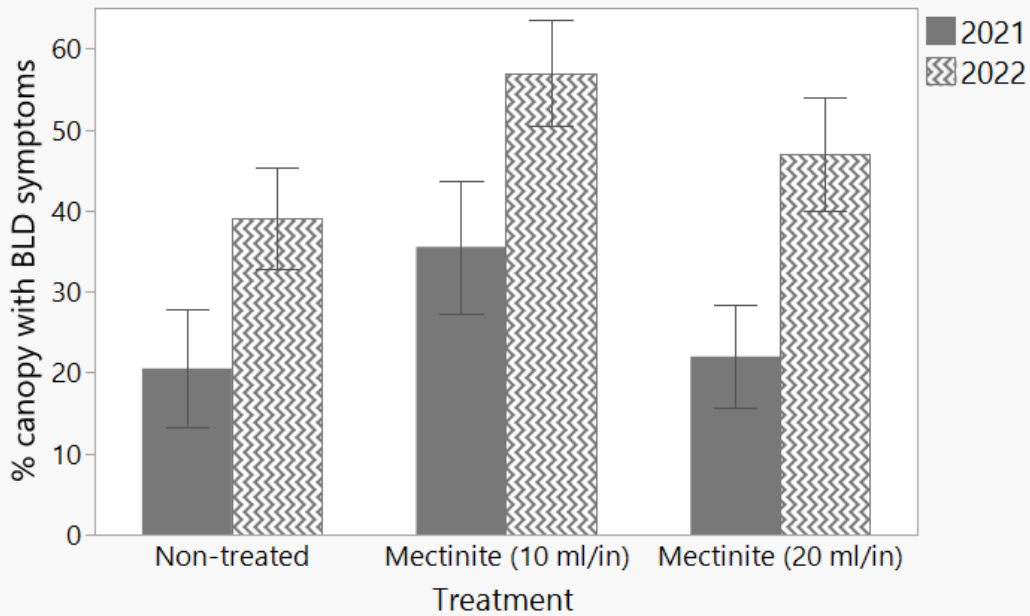 % canopy with BLD symptoms
60
50
40
30
20
10
0
Non-treated
Mectinite (10 ml/in)
Mectinite (20 ml/in)
Treatment
2021
2022